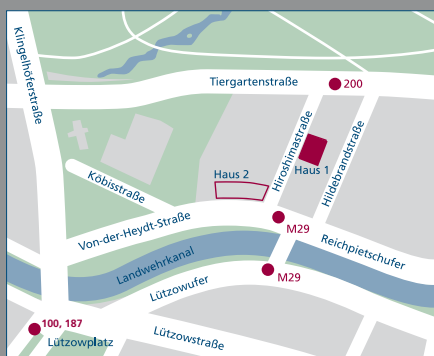 Klingelhöferstraße
Tiergartenstraße
200
Hiroshimastraße
Hildebrandstraße
Haus 1
Haus 2
Köbisstraße
Von-der-Heydt-Straße
M29
Reichpietschufer
Landwehrkanal
Lützowufer
M29
100, 187
Lützowplatz
Lützowstraße